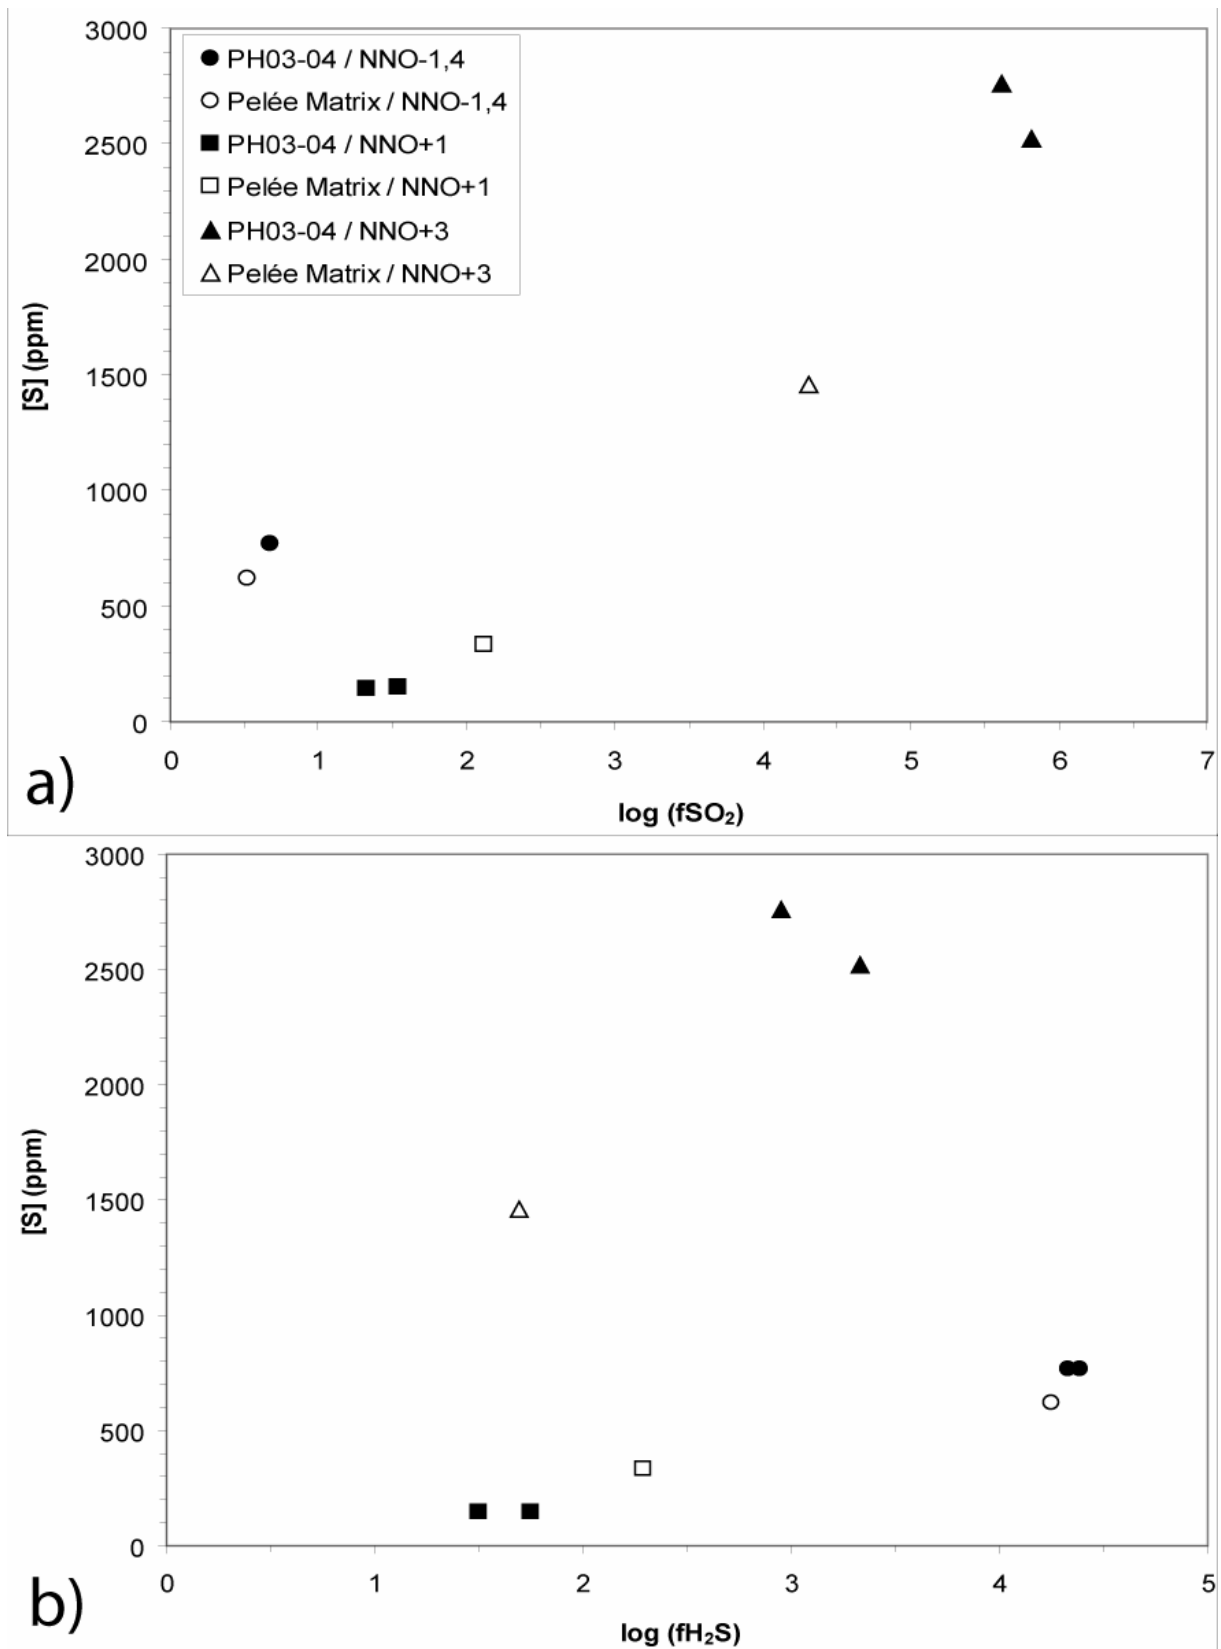 3000
2500
2000
1500
1000
500
0
[S] (ppm)
PH03-04 / NNO-1,4
Pelée Matrix / NNO-1,4
PH03-04 / NNO+1
Pelée Matrix / NNO+1
PH03-04 / NNO+3
Pelée Matrix / NNO+3
0 1 2 3 4 5 6 7
a)
log (fSO₂)
3000
2500
2000
1500
1000
500
0
[S] (ppm)
0 1 2 3 4 5
b)
log (fH₂S)